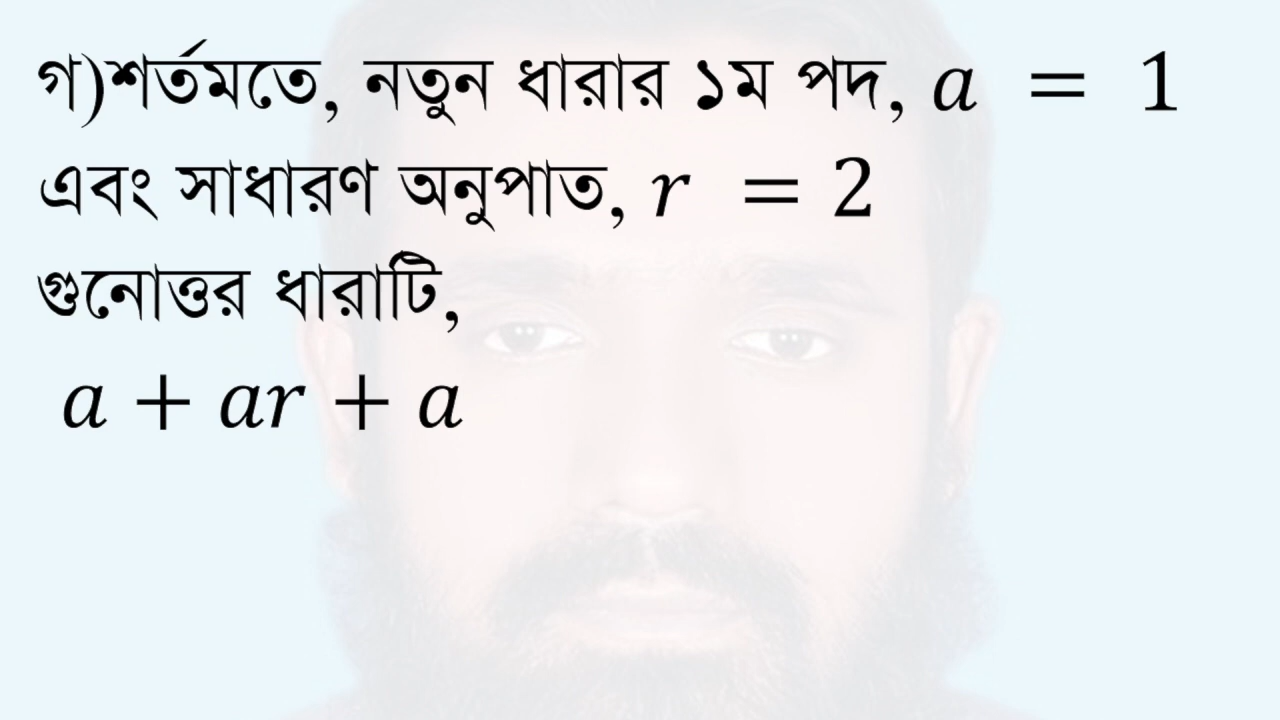 গ)শর্তমতে, নতুন ধারার ১ম পদ, a = 1
এবং সাধারণ অনুপাত, r = 2
গুনোত্তর ধারাটি,
a + ar + a